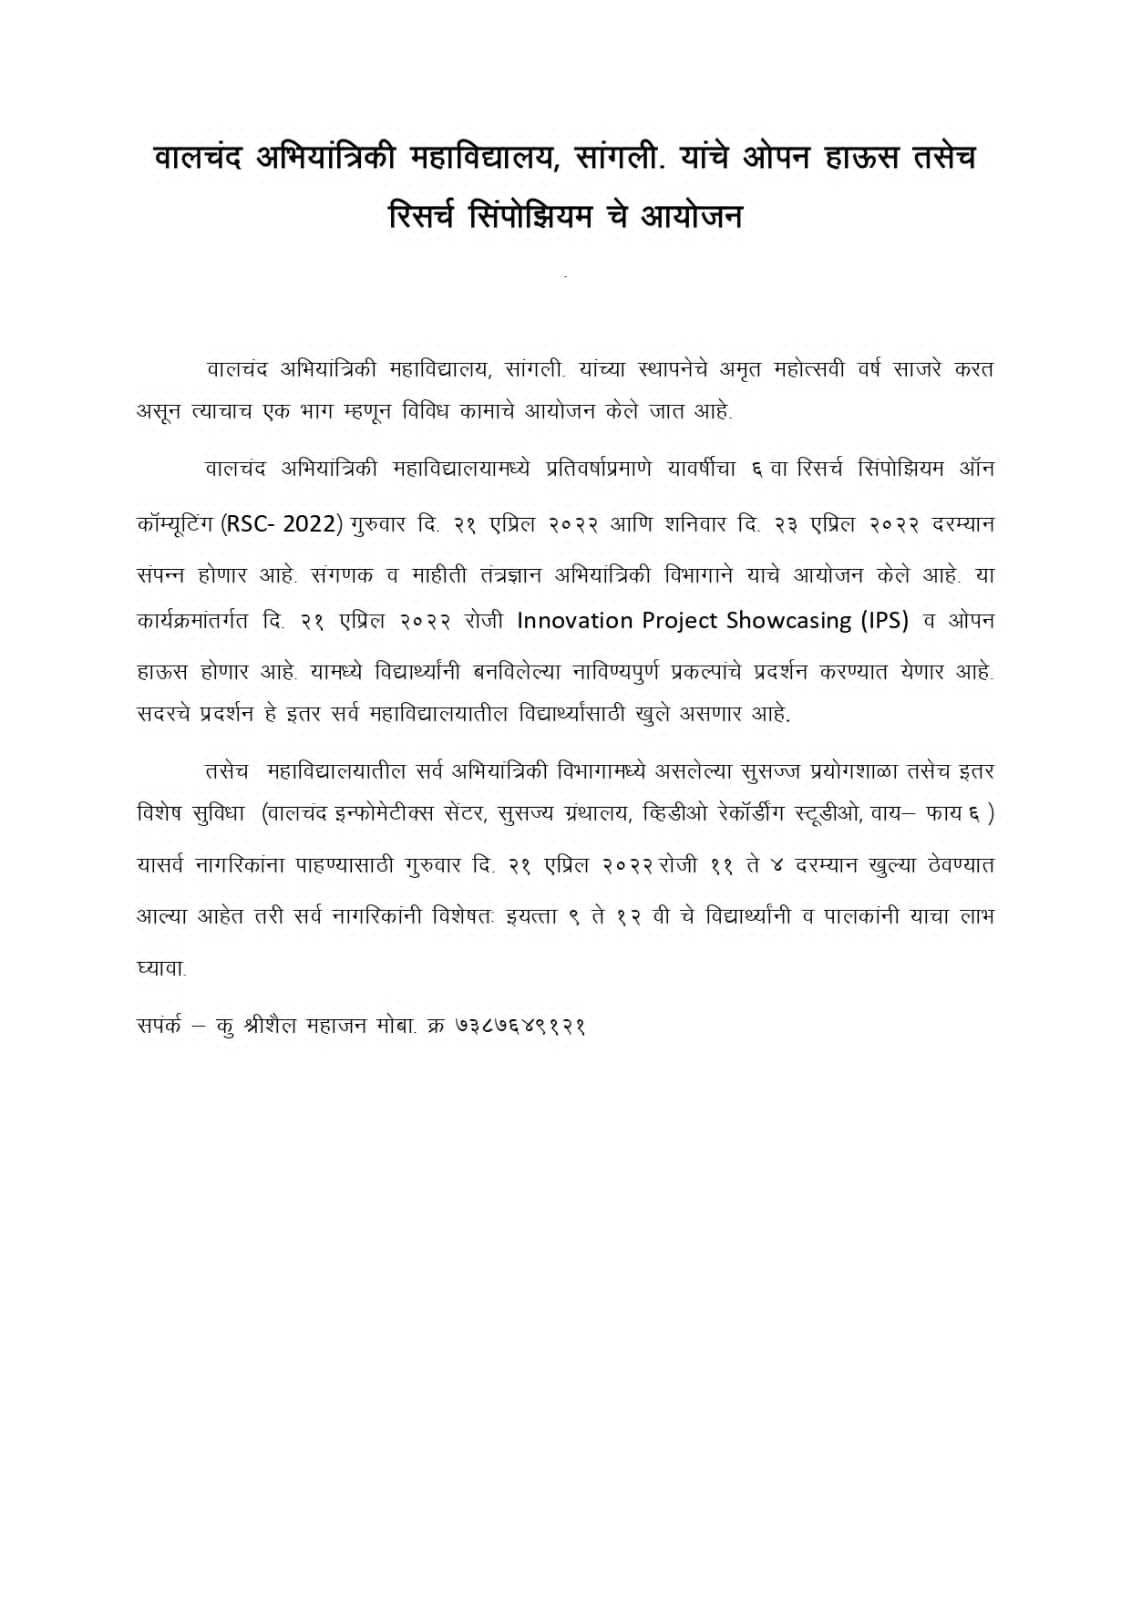 वालचंद अभियांत्रिकी महाविद्यालय, सांगली. यांचे ओपन हाऊस तसेच
रिसर्च सिंपोझियम चे आयोजन
वालचंद अभियांत्रिकी महाविद्यालय, सांगली. यांच्या स्थापनेचे अमृत महोत्सवी वर्ष साजरे करत
असून त्याचाच एक भाग म्हणून विविध कामाचे आयोजन केले जात आहे.
वालचंद अभियांत्रिकी महाविद्यालयामध्ये प्रतिवर्षाप्रमाणे यावर्षीचा ६ वा रिसर्च सिंपोझियम ऑन
कॉम्प्यूटिंग (RSC- 2022) गुरुवार दि. २१ एप्रिल २०२२ आणि शनिवार दि. २३ एप्रिल २०२२ दरम्यान
संपन्न होणार आहे. संगणक व माहीती तंत्रज्ञान अभियांत्रिकी विभागाने याचे आयोजन केले आहे. या
कार्यक्रमांतर्गत दि. २१ एप्रिल २०२२ रोजी Innovation Project Showcasing (IPS) व ओपन
हाऊस होणार आहे. यामध्ये विद्यार्थ्यांनी बनविलेल्या नाविण्यपुर्ण प्रकल्पांचे प्रदर्शन करण्यात येणार आहे.
सदरचे प्रदर्शन हे इतर सर्व महाविद्यालयातील विद्यार्थ्यांसाठी खुले असणार आहे.
तसेच महाविद्यालयातील सर्व अभियांत्रिकी विभागामध्ये असलेल्या सुसज्ज प्रयोगशाळा तसेच इतर
विशेष सुविधा (वालचंद इन्फोमेटीक्स सेंटर, सुसज्य ग्रंथालय, व्हिडीओ रेकॉर्डींग स्टूडीओ, वाय– फाय ६ )
यासर्व नागरिकांना पाहण्यासाठी गुरुवार दि. २१ एप्रिल २०२२ रोजी ११ ते ४ दरम्यान खुल्या ठेवण्यात
आल्या आहेत तरी सर्व नागरिकांनी विशेषतः इयत्ता ९ ते १२ वी चे विद्यार्थ्यांनी व पालकांनी याचा लाभ
घ्यावा.
सपंर्क – कु श्रीशैल महाजन मोबा. क्र ७३८७६४९१२१